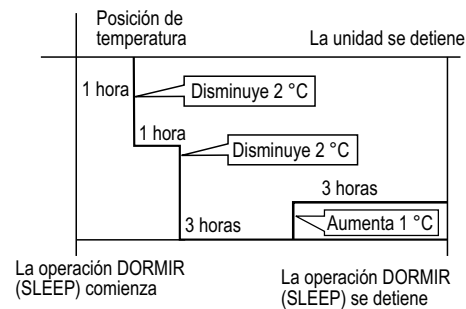 Posición de
temperatura
La unidad se detiene
1 hora
Disminuye 2 °C
1 hora
Disminuye 2 °C
3 horas
3 horas
Aumenta 1 °C
La operación DORMIR
(SLEEP) comienza
La operación DORMIR
(SLEEP) se detiene